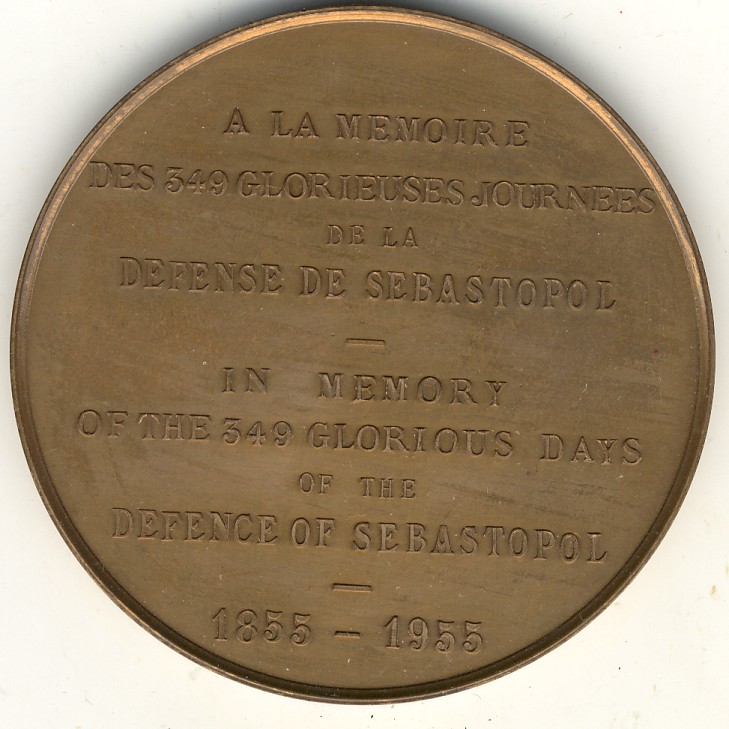 A LA MEMOIRE
DES 349 GLORIEUSES JOURNEES
DE LA
DEFENSE DE SEBASTOPOL
—
IN MEMORY
OF THE 349 GLORIOUS DAYS
OF THE
DEFENCE OF SEBASTOPOL
—
1855 – 1955